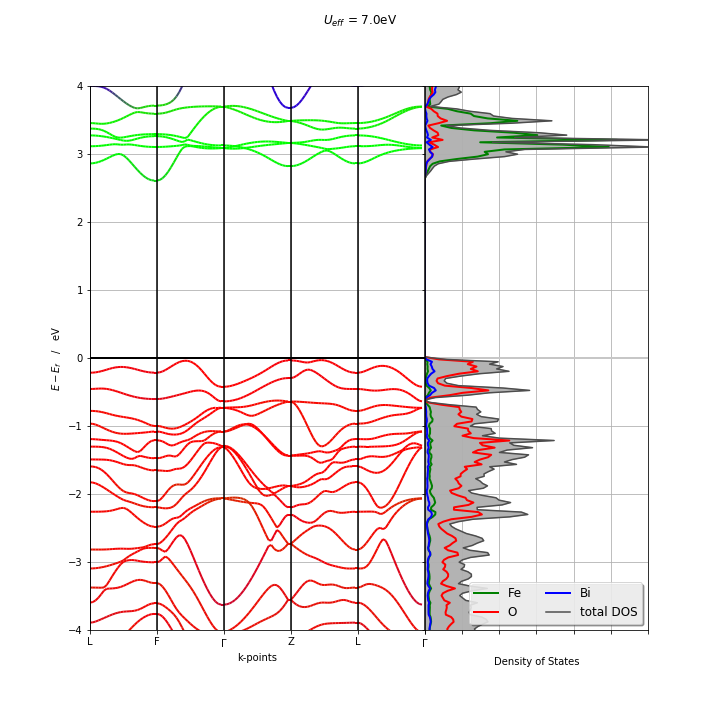 U_eff = 7.0eV
4
3
2
1
0
−1
−2
−3
−4
E − E_f / eV
L F Γ Z L Γ
k-points
Density of States
Fe Bi
O total DOS